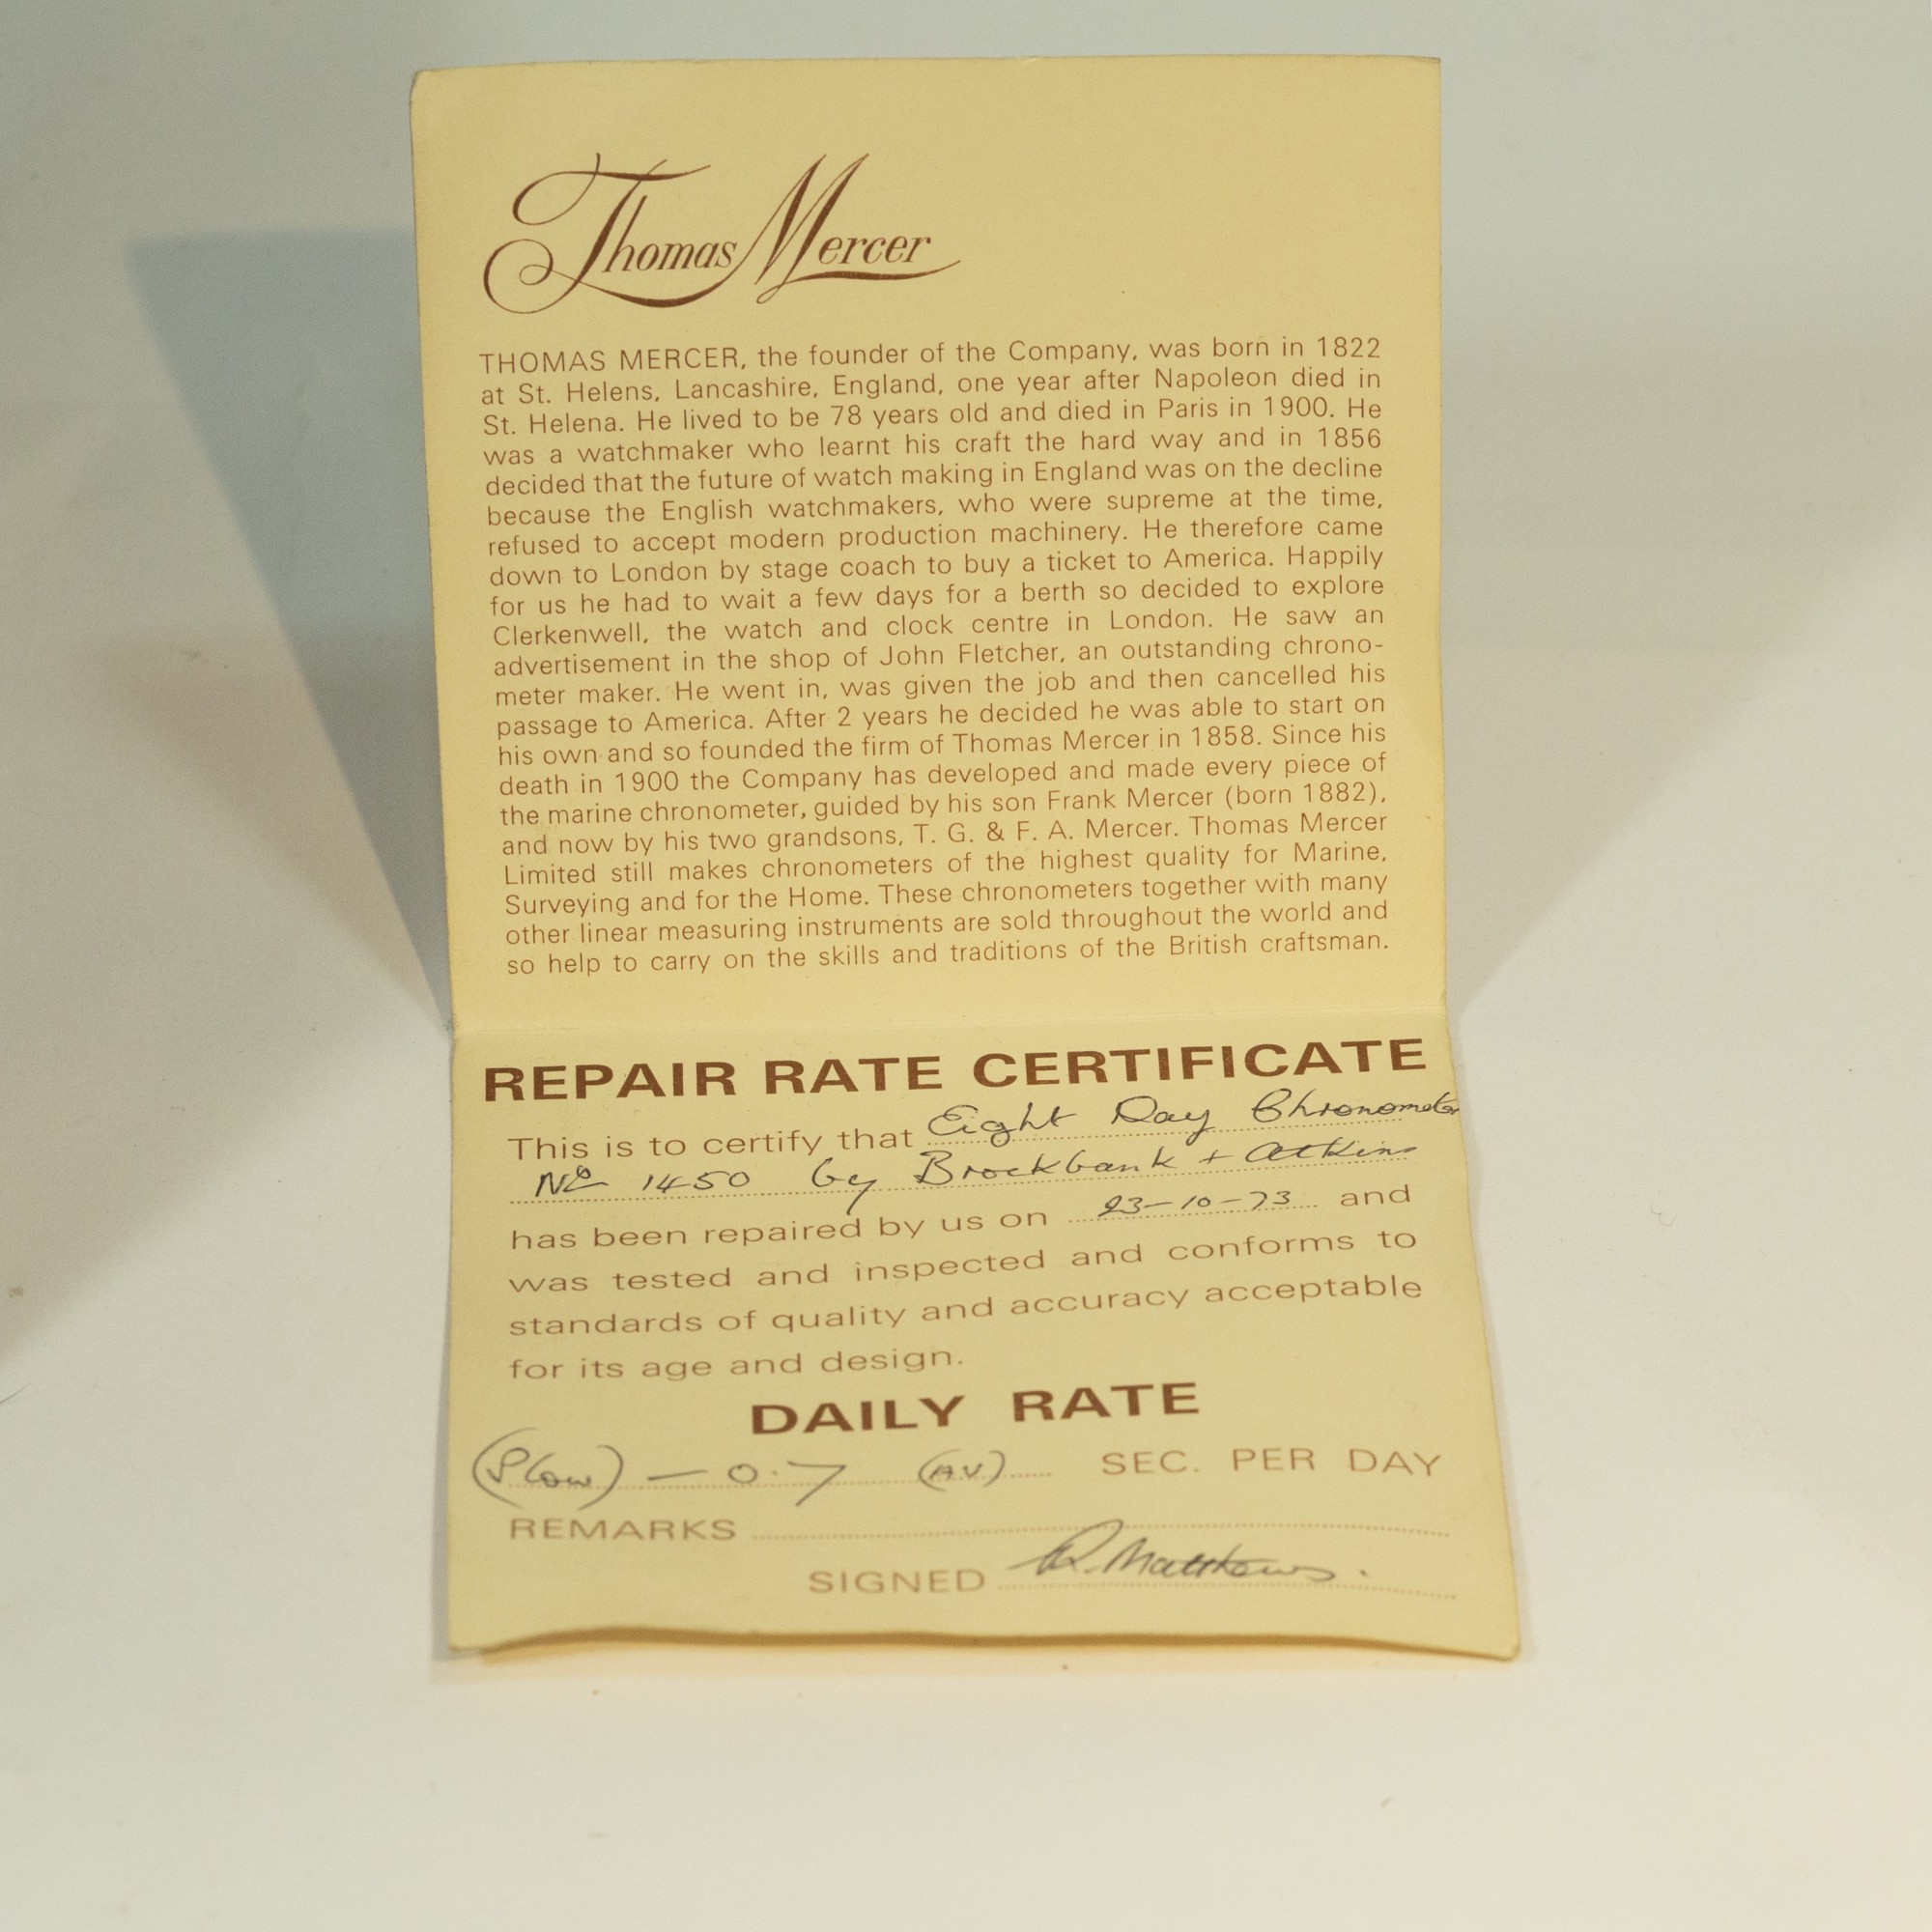 Thomas Mercer
THOMAS MERCER, the founder of the Company, was born in 1822
at St. Helens, Lancashire, England, one year after Napoleon died in
St. Helena. He lived to be 78 years old and died in Paris in 1900. He
was a watchmaker who learnt his craft the hard way and in 1856
decided that the future of watch making in England was on the decline
because the English watchmakers, who were supreme at the time,
refused to accept modern production machinery. He therefore came
down to London by stage coach to buy a ticket to America. Happily
for us he had to wait a few days for a berth so decided to explore
Clerkenwell, the watch and clock centre in London. He saw an
advertisement in the shop of John Fletcher, an outstanding chrono-
meter maker. He went in, was given the job and then cancelled his
passage to America. After 2 years he decided he was able to start on
his own and so founded the firm of Thomas Mercer in 1858. Since his
death in 1900 the Company has developed and made every piece of
the marine chronometer, guided by his son Frank Mercer (born 1882),
and now by his two grandsons, T. G. & F. A. Mercer. Thomas Mercer
Limited still makes chronometers of the highest quality for Marine,
Surveying and for the Home. These chronometers together with many
other linear measuring instruments are sold throughout the world and
so help to carry on the skills and traditions of the British craftsman.
REPAIR RATE CERTIFICATE
This is to certify that Eight Day Chronometer
No 1450 by Brockbank + Atkins
has been repaired by us on 23-10-73 and
was tested and inspected and conforms to
standards of quality and accuracy acceptable
for its age and design.
DAILY RATE
(Slow) — 0.7 (AV) SEC. PER DAY
REMARKS
SIGNED R. Matthews.